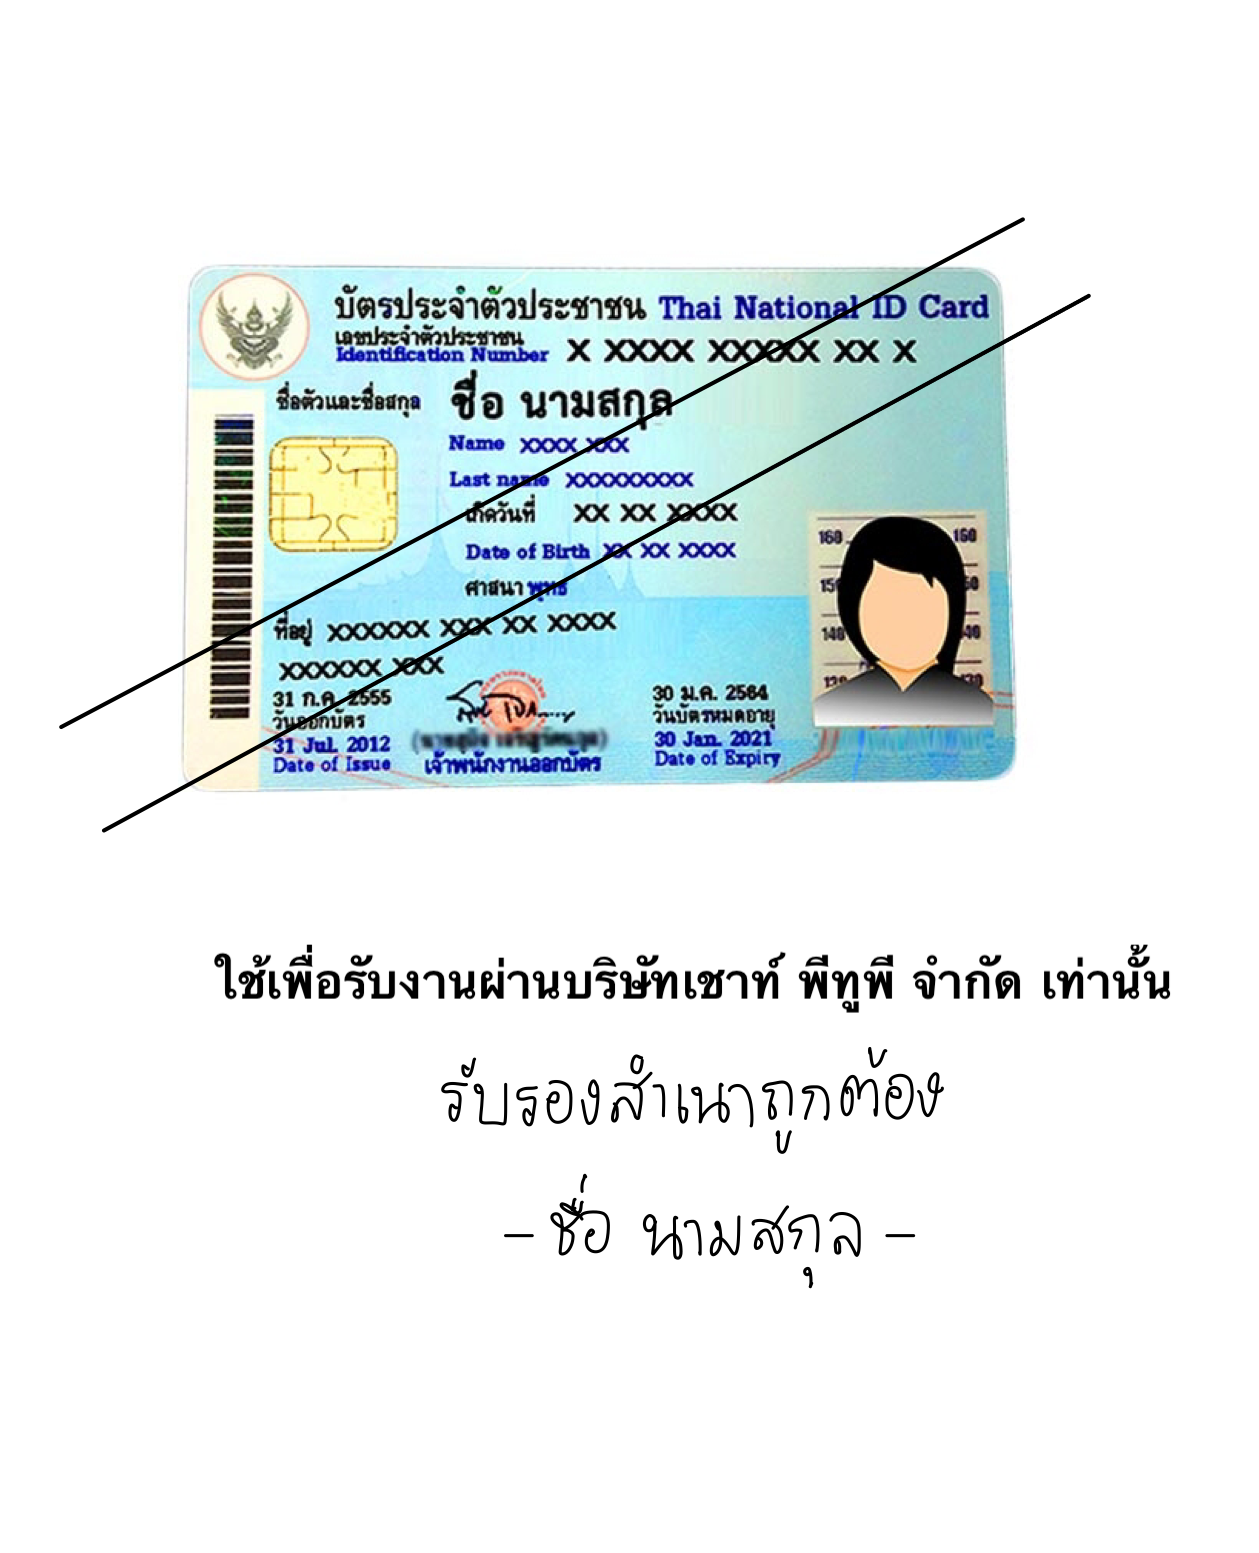 บัตรประจำตัวประชาชน Thai National ID Card
เลขประจำตัวประชาชน
Identification Number X XXXX XXXXX XX X
ชื่อตัวและชื่อสกุล ชื่อ นามสกุล
Name XXXX XXX
Last name XXXXXXXXX
เกิดวันที่ XX XX XXXX
Date of Birth XX XX XXXX
ศาสนา พุทธ
ที่อยู่ XXXXXX XXX XX XXXX
XXXXXX XXX
160 160
31 ก.ค. 2555
วันออกบัตร
31 Jul. 2012
Date of Issue
เจ้าพนักงานออกบัตร
30 ม.ค. 2564
วันบัตรหมดอายุ
30 Jan. 2021
Date of Expiry
ใช้เพื่อรับงานผ่านบริษัทเชาท์ พีทูพี จำกัด เท่านั้น
รับรองสำเนาถูกต้อง
- ชื่อ นามสกุล -